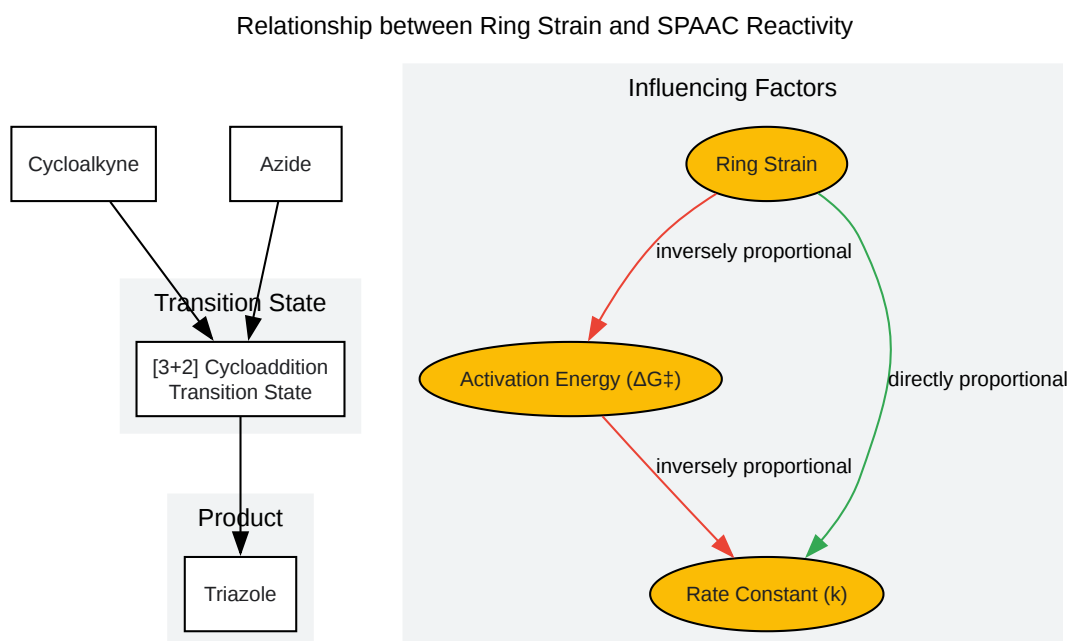 Relationship between Ring Strain and SPAAC Reactivity
Cycloalkyne
Azide
Transition State
[3+2] Cycloaddition
Transition State
Product
Triazole
Influencing Factors
Ring Strain
inversely proportional
Activation Energy (ΔG‡)
directly proportional
inversely proportional
Rate Constant (k)